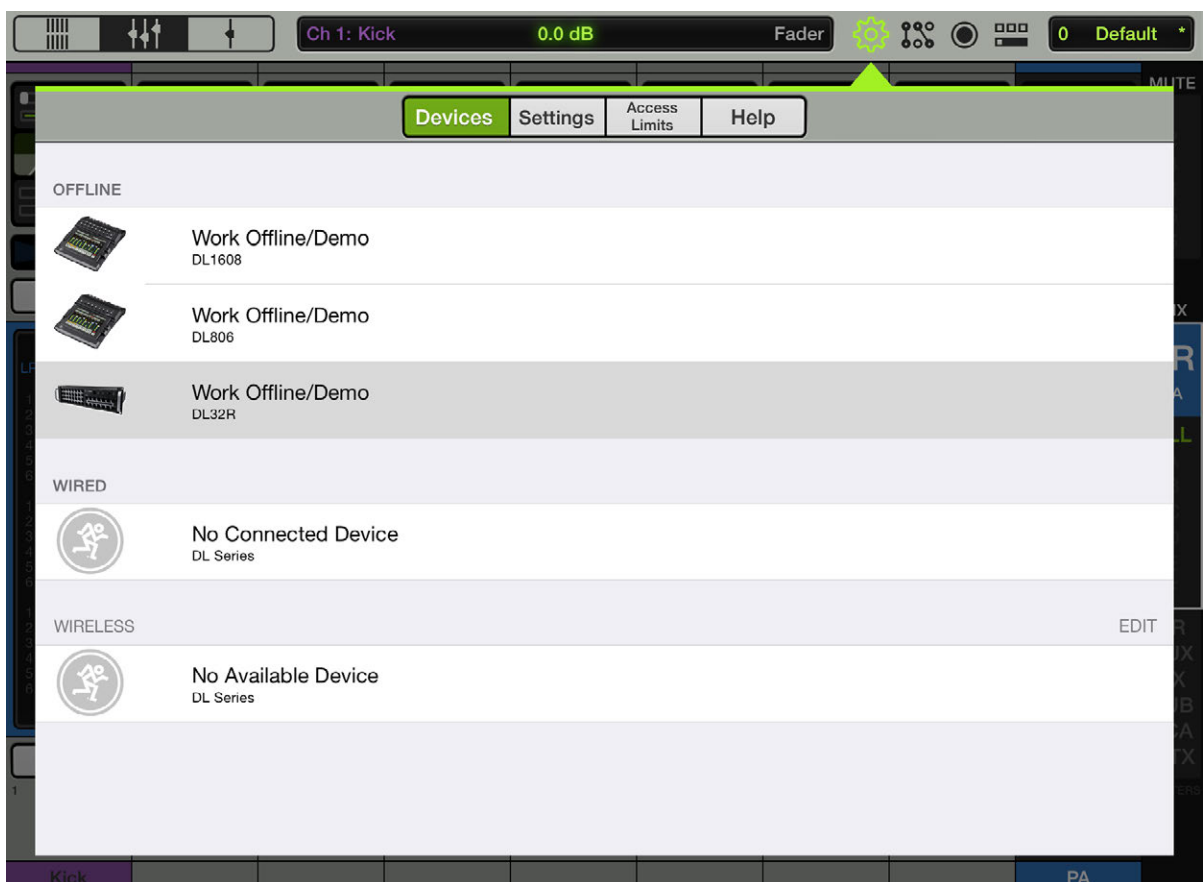 Ch 1: Kick 0.0 dB Fader 0 Default *
MUTE
Devices Settings Access Limits Help
OFFLINE
Work Offline/Demo
DL1608
Work Offline/Demo
DL806
Work Offline/Demo
DL32R
WIRED
No Connected Device
DL Series
WIRELESS EDIT
No Available Device
DL Series
Kick PA